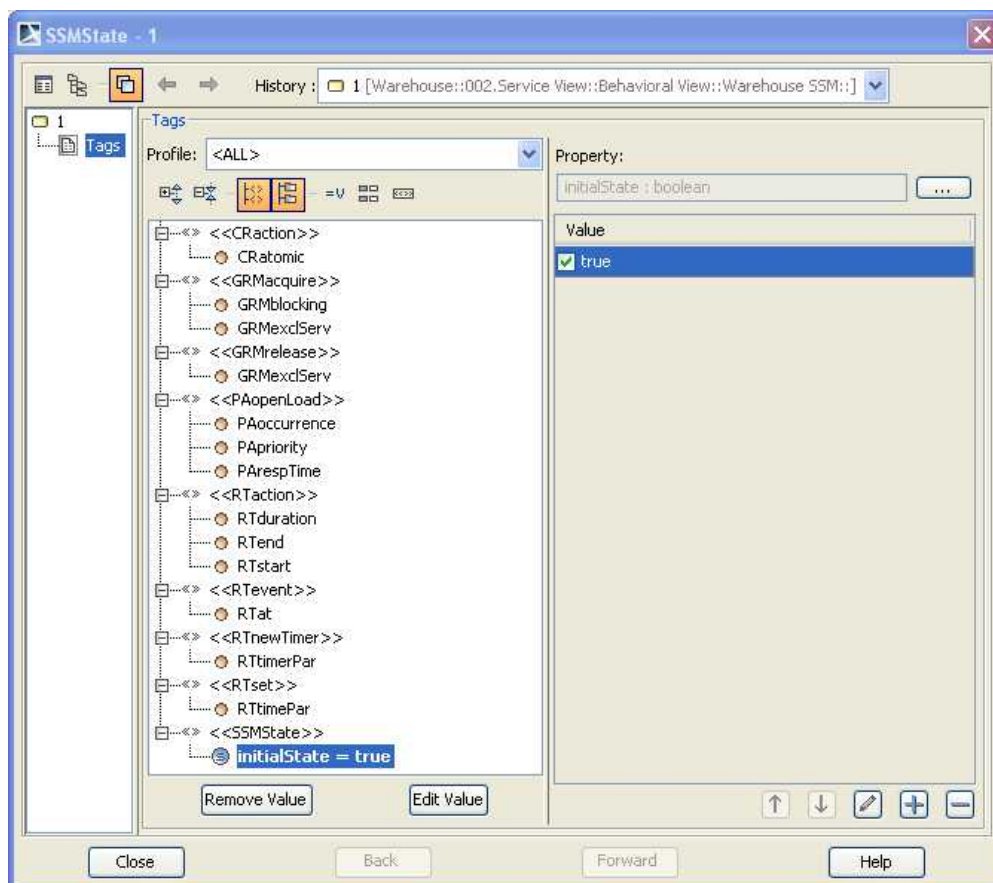 SSMState - 1
History : 1 [Warehouse::002.Service View::Behavioral View::Warehouse SSM::]
1
Tags
Tags
Profile: <ALL>
=V
<<CRaction>>
CRatomic
<<GRMacquire>>
GRMblocking
GRMexclServ
<<GRMrelease>>
GRMexclServ
<<PAopenLoad>>
PAoccurrence
PApriority
PArespTime
<<RTaction>>
RTduration
RTend
RTstart
<<RTevent>>
RTat
<<RTnewTimer>>
RTtimerPar
<<RTset>>
RTtimePar
<<SSMState>>
initialState = true
Remove Value
Edit Value
Property:
initialState : boolean
...
Value
true
Close
Back
Forward
Help